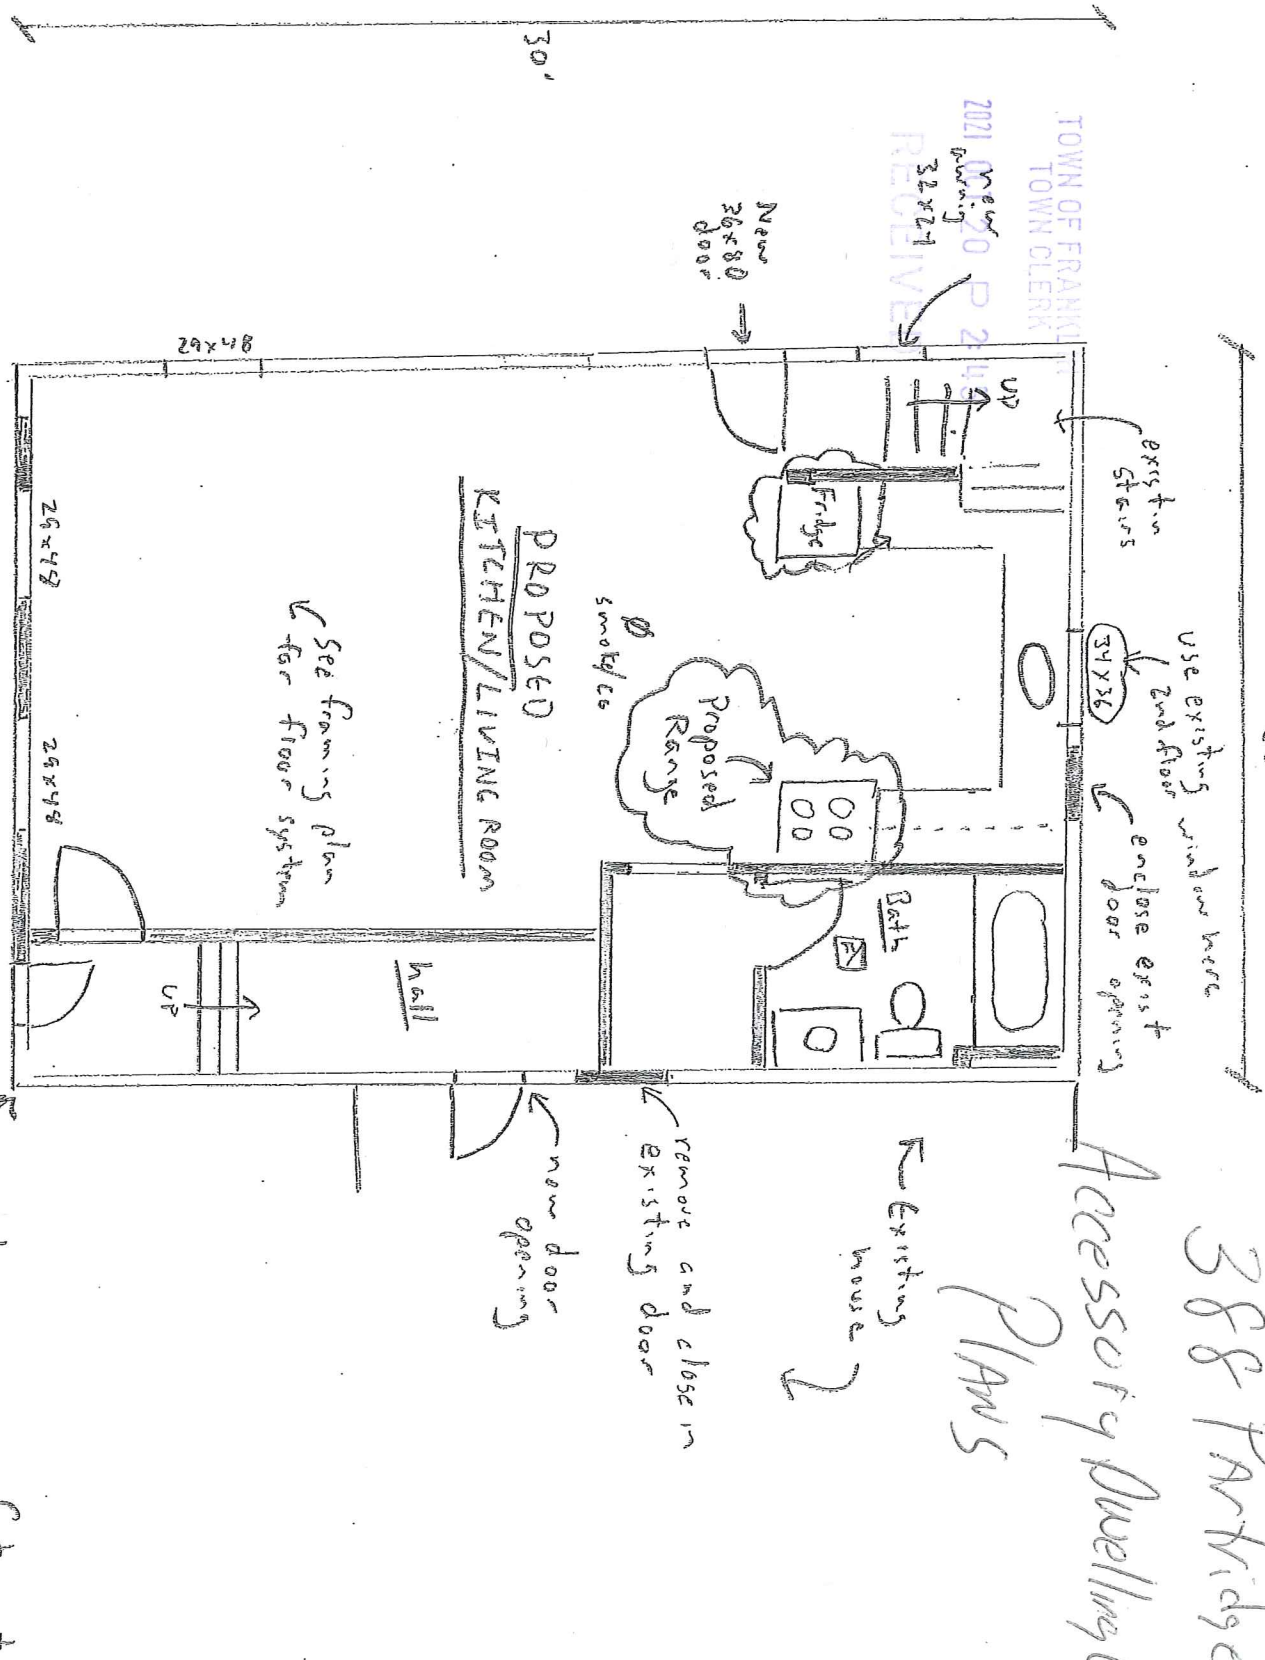 388 PArtridge
Accessory Dwelling
PlANS
TOWN OF FRANKLIN
TOWN CLERK
2021 OCT 20 P 2:48
RECEIVED
30'
new
awning
32x24
New
36x80
door
UP
existin
stairs
use existing window here
2nd floor
34x36
enclose exist
door opening
Fridge
Proposed
Range
smoke/co
Bath
F
PROPOSED
KITCHEN/LIVING ROOM
See framing plan
for floor system
hall
UP
29x48
29x48
Existing
house
remove and close in
existing door
new door
opening